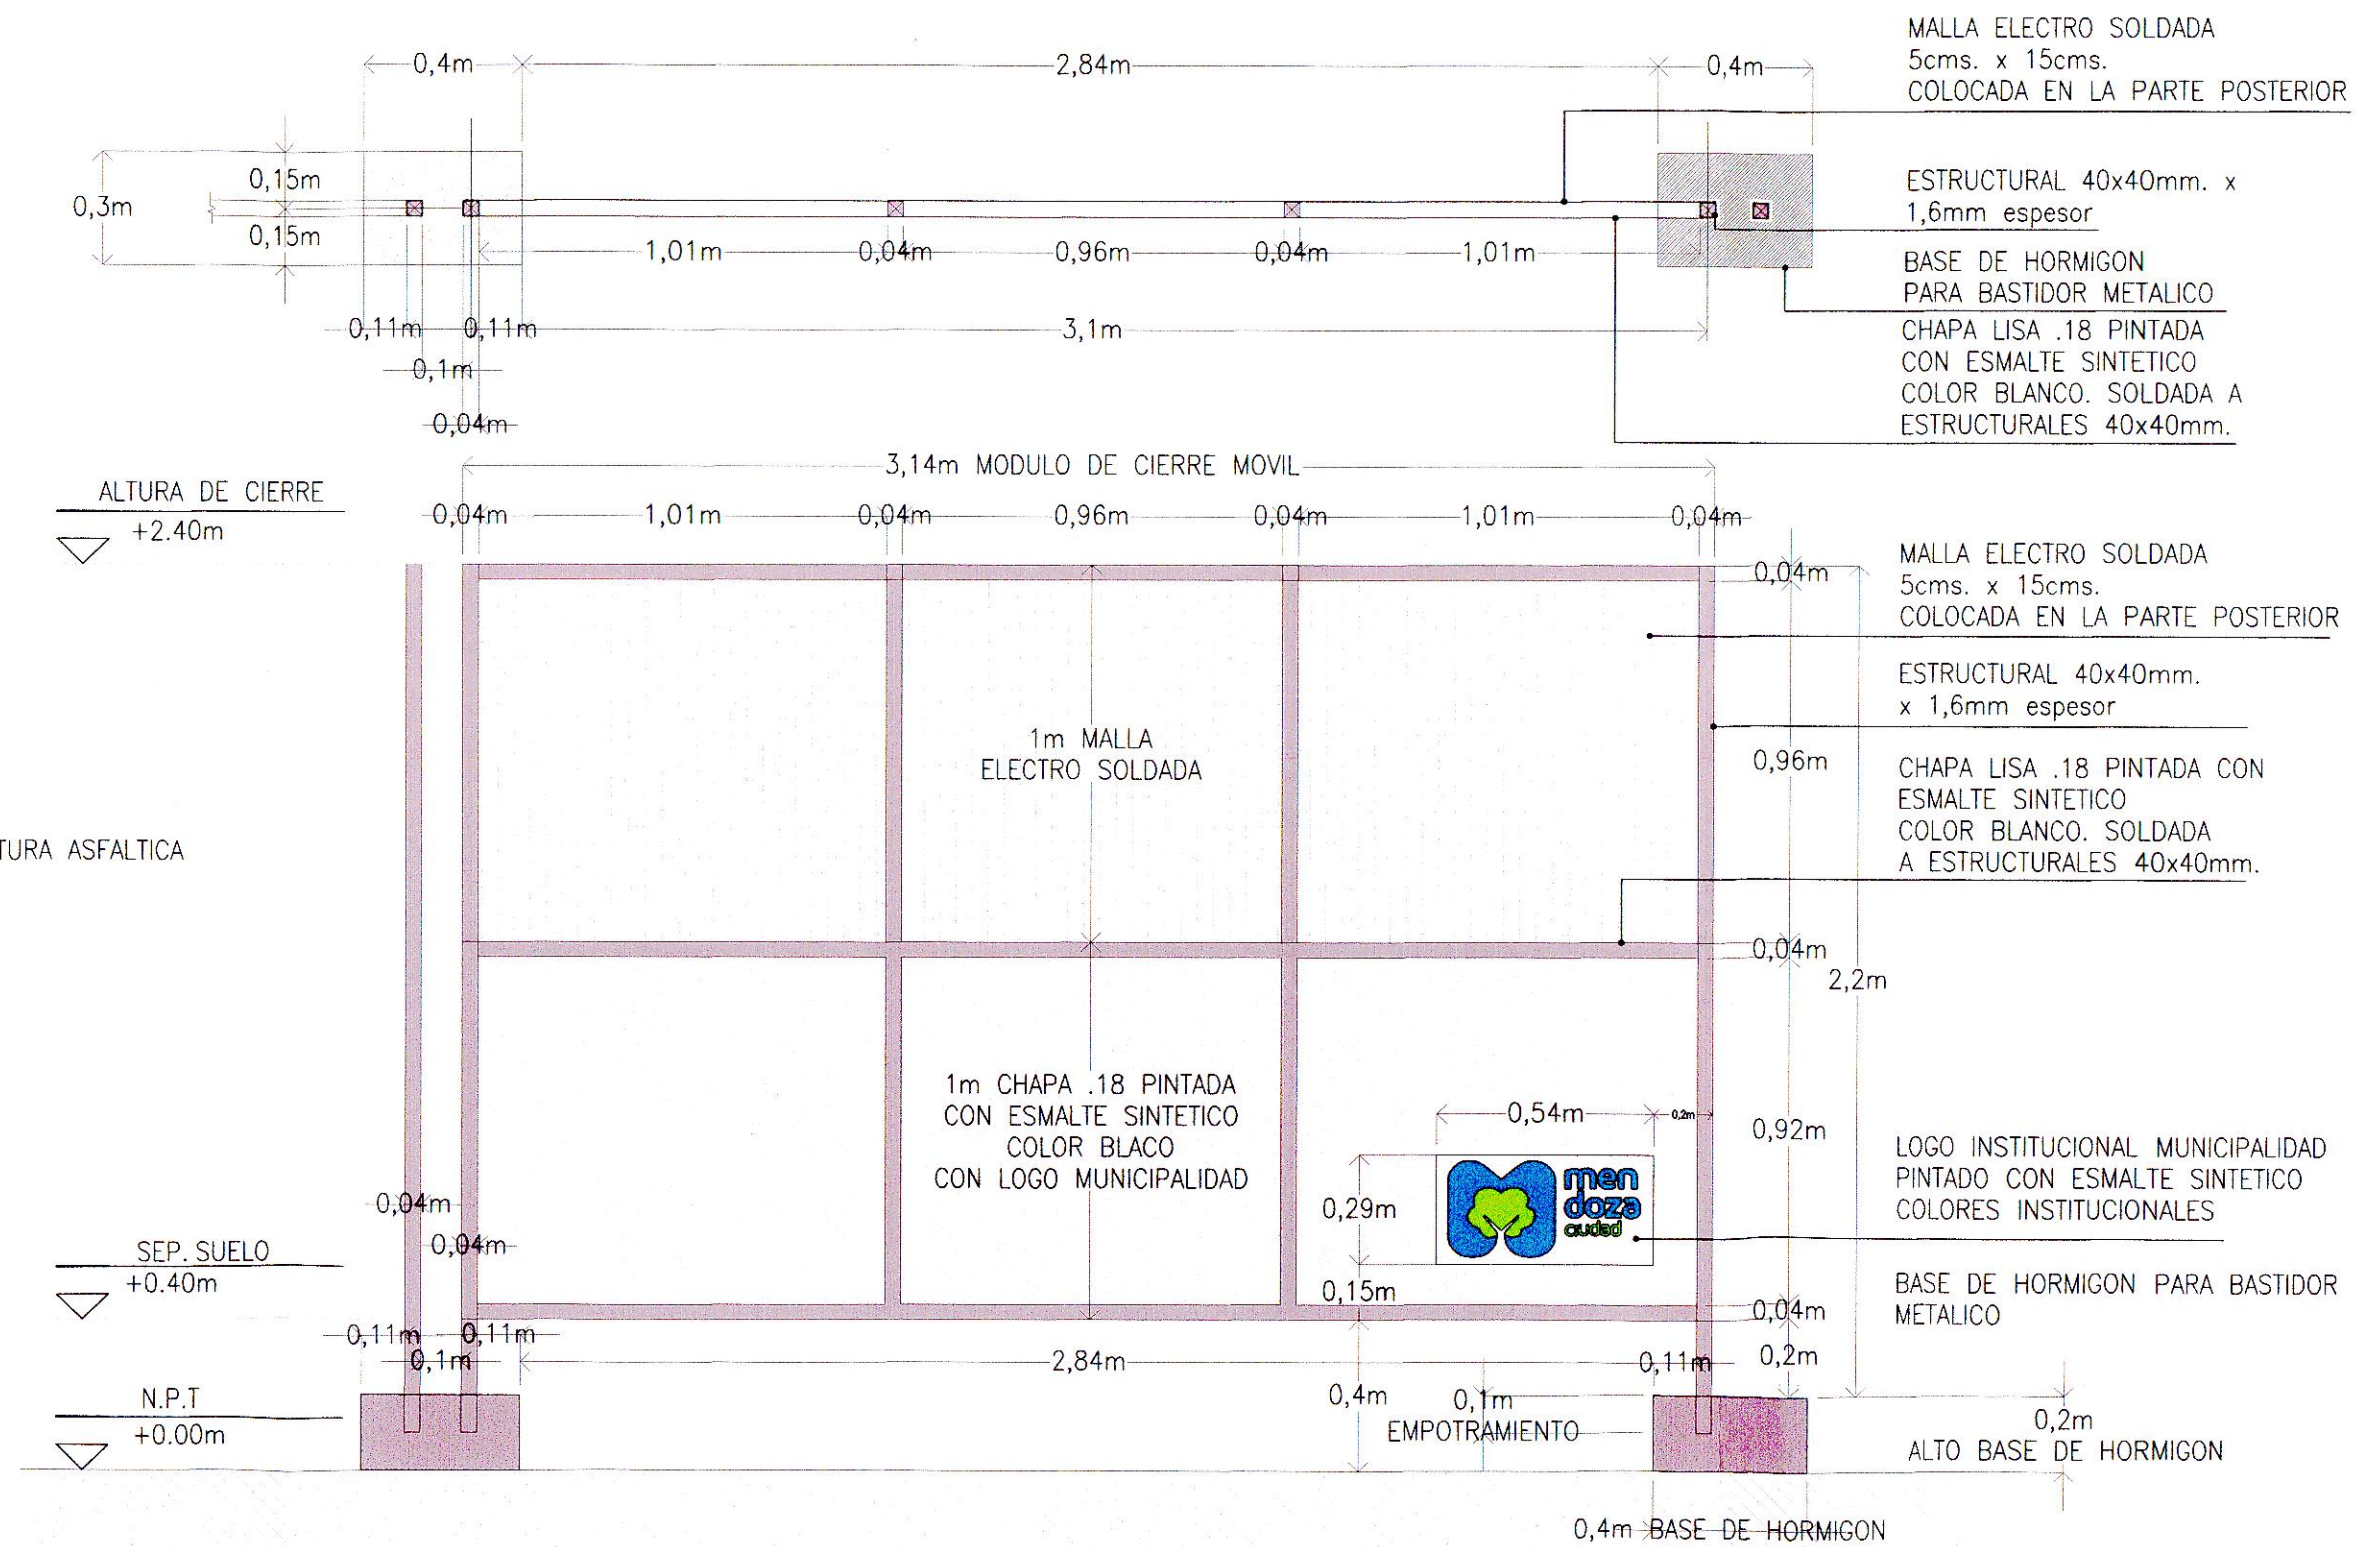 0,4m
2,84m
0,4m
MALLA ELECTRO SOLDADA
5cms. x 15cms.
COLOCADA EN LA PARTE POSTERIOR
0,15m
0,3m
0,15m
ESTRUCTURAL 40x40mm. x
1,6mm espesor
1,01m
0,04m
0,96m
0,04m
1,01m
BASE DE HORMIGON
PARA BASTIDOR METALICO
0,11m
0,11m
3,1m
0,1m
0,04m
CHAPA LISA .18 PINTADA
CON ESMALTE SINTETICO
COLOR BLANCO. SOLDADA A
ESTRUCTURALES 40x40mm.
3,14m MODULO DE CIERRE MOVIL
ALTURA DE CIERRE
+2.40m
0,04m
1,01m
0,04m
0,96m
0,04m
1,01m
0,04m
0,04m
MALLA ELECTRO SOLDADA
5cms. x 15cms.
COLOCADA EN LA PARTE POSTERIOR
ESTRUCTURAL 40x40mm.
x 1,6mm espesor
1m MALLA
ELECTRO SOLDADA
0,96m
CHAPA LISA .18 PINTADA CON
ESMALTE SINTETICO
COLOR BLANCO. SOLDADA
A ESTRUCTURALES 40x40mm.
TURA ASFALTICA
0,04m
2,2m
1m CHAPA .18 PINTADA
CON ESMALTE SINTETICO
COLOR BLACO
CON LOGO MUNICIPALIDAD
0,54m
0,2m
0,92m
LOGO INSTITUCIONAL MUNICIPALIDAD
PINTADO CON ESMALTE SINTETICO
COLORES INSTITUCIONALES
men
doza
ciudad
0,29m
0,04m
0,04m
SEP. SUELO
+0.40m
0,15m
0,04m
BASE DE HORMIGON PARA BASTIDOR
METALICO
0,11m
0,11m
0,1m
2,84m
0,11m
0,2m
N.P.T
+0.00m
0,4m
0,1m
EMPOTRAMIENTO
0,2m
ALTO BASE DE HORMIGON
0,4m BASE DE HORMIGON